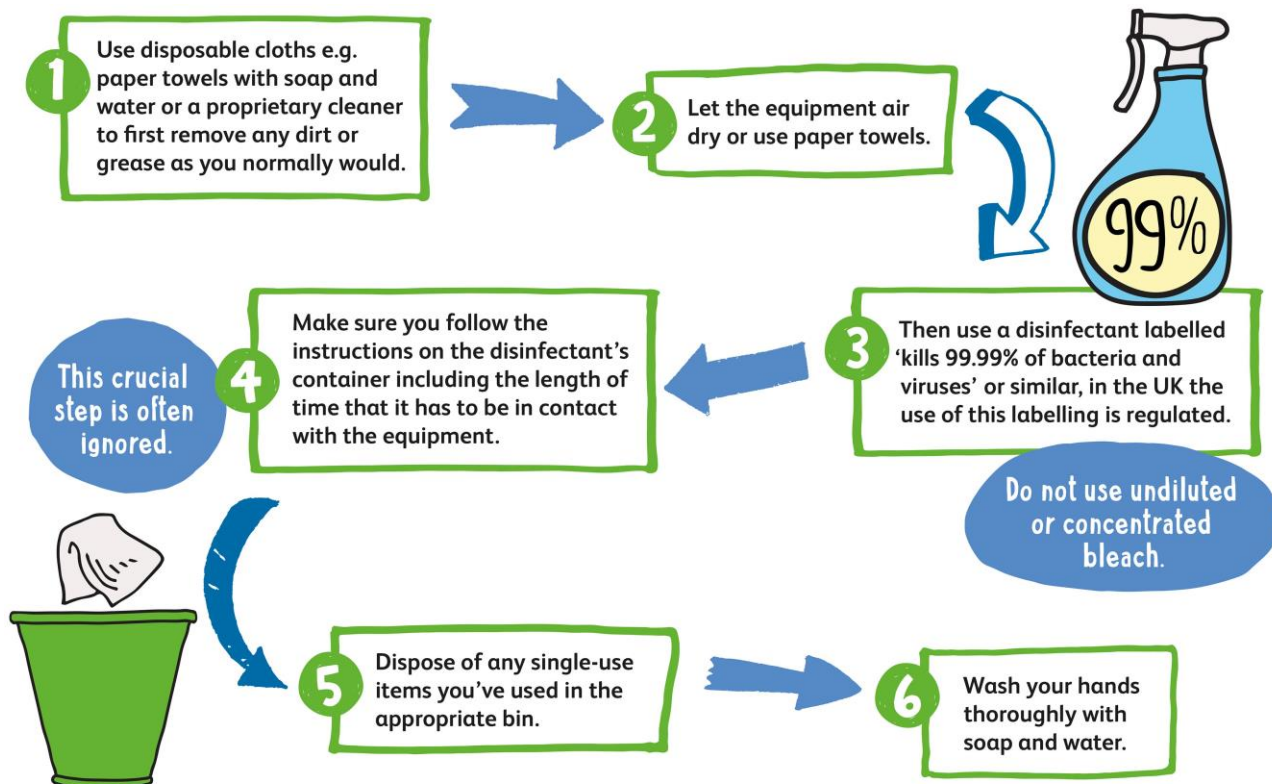 1
Use disposable cloths e.g.
paper towels with soap and
water or a proprietary cleaner
to first remove any dirt or
grease as you normally would.
2
Let the equipment air
dry or use paper towels.
99%
3
Then use a disinfectant labelled
‘kills 99.99% of bacteria and
viruses’ or similar, in the UK the
use of this labelling is regulated.
Do not use undiluted
or concentrated
bleach.
4
Make sure you follow the
instructions on the disinfectant’s
container including the length of
time that it has to be in contact
with the equipment.
This crucial
step is often
ignored.
5
Dispose of any single-use
items you’ve used in the
appropriate bin.
6
Wash your hands
thoroughly with
soap and water.